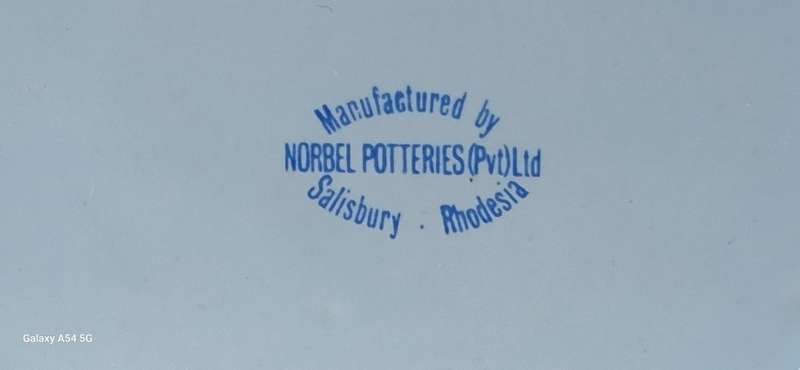 Manufactured by
NORBEL POTTERIES (Pvt) Ltd
Salisbury . Rhodesia
Galaxy A54 5G